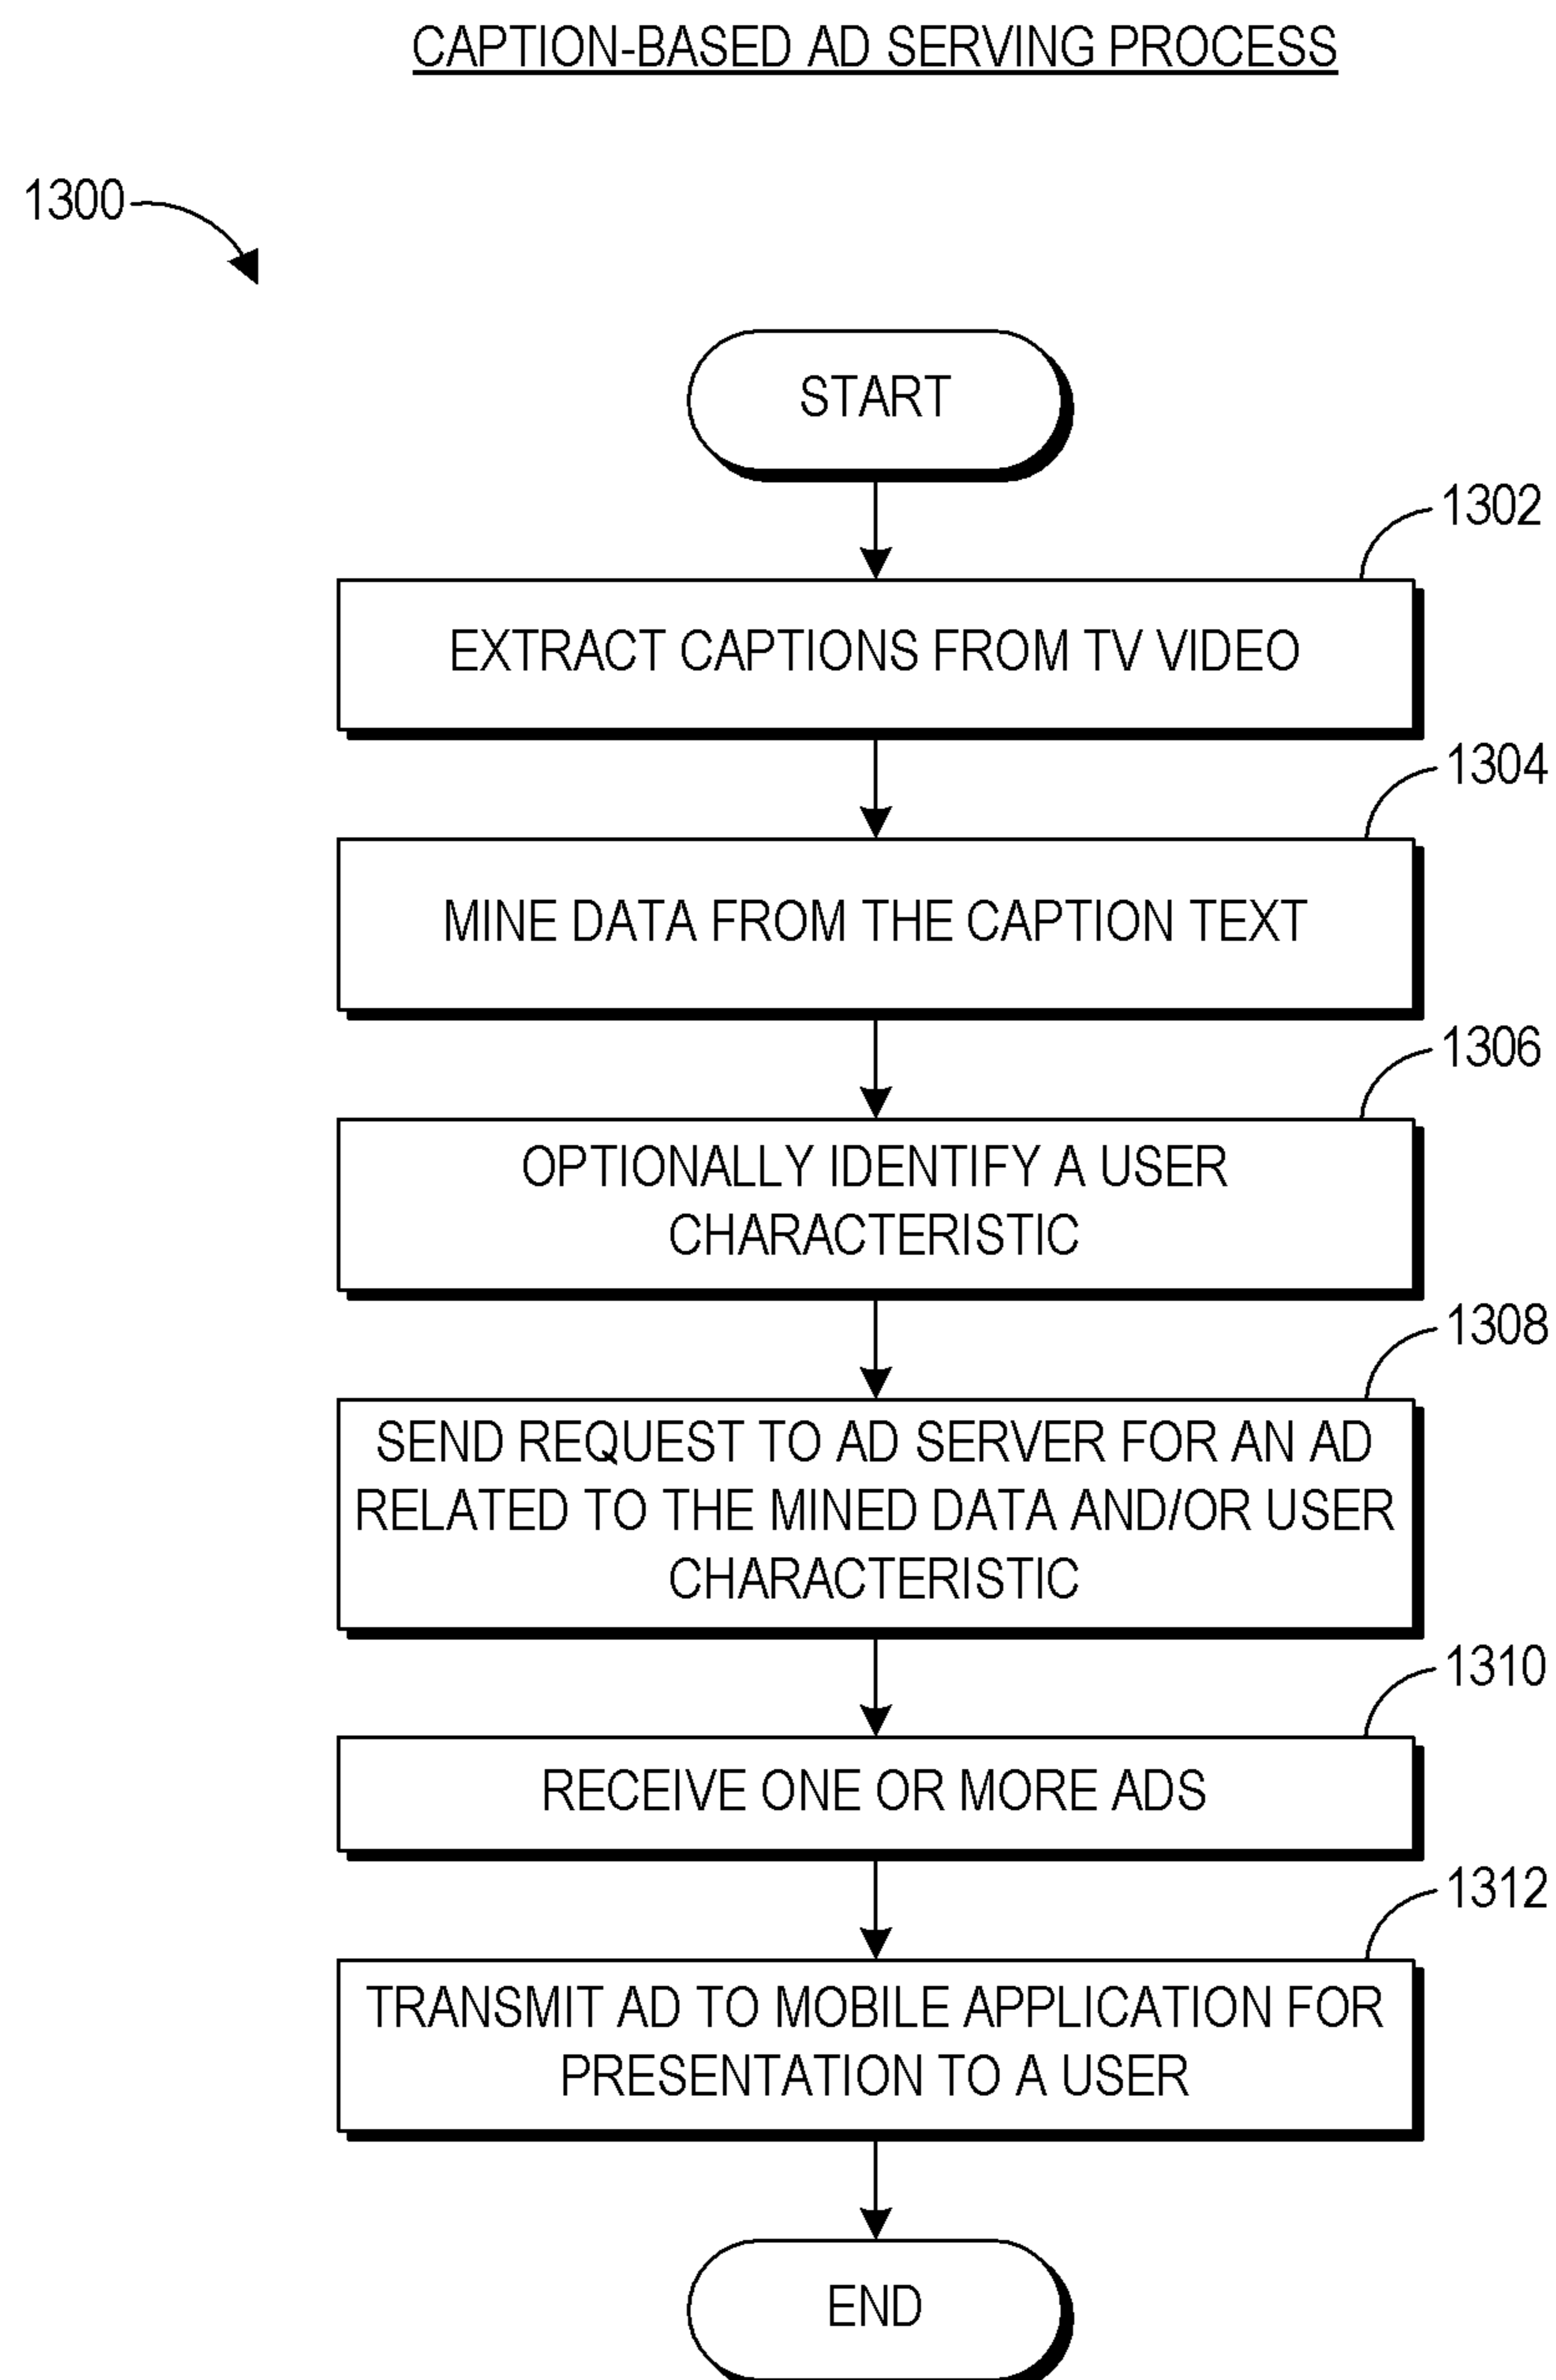 CAPTION-BASED AD SERVING PROCESS
1300
START
1302
EXTRACT CAPTIONS FROM TV VIDEO
1304
MINE DATA FROM THE CAPTION TEXT
1306
OPTIONALLY IDENTIFY A USER
CHARACTERISTIC
1308
SEND REQUEST TO AD SERVER FOR AN AD
RELATED TO THE MINED DATA AND/OR USER
CHARACTERISTIC
1310
RECEIVE ONE OR MORE ADS
1312
TRANSMIT AD TO MOBILE APPLICATION FOR
PRESENTATION TO A USER
END